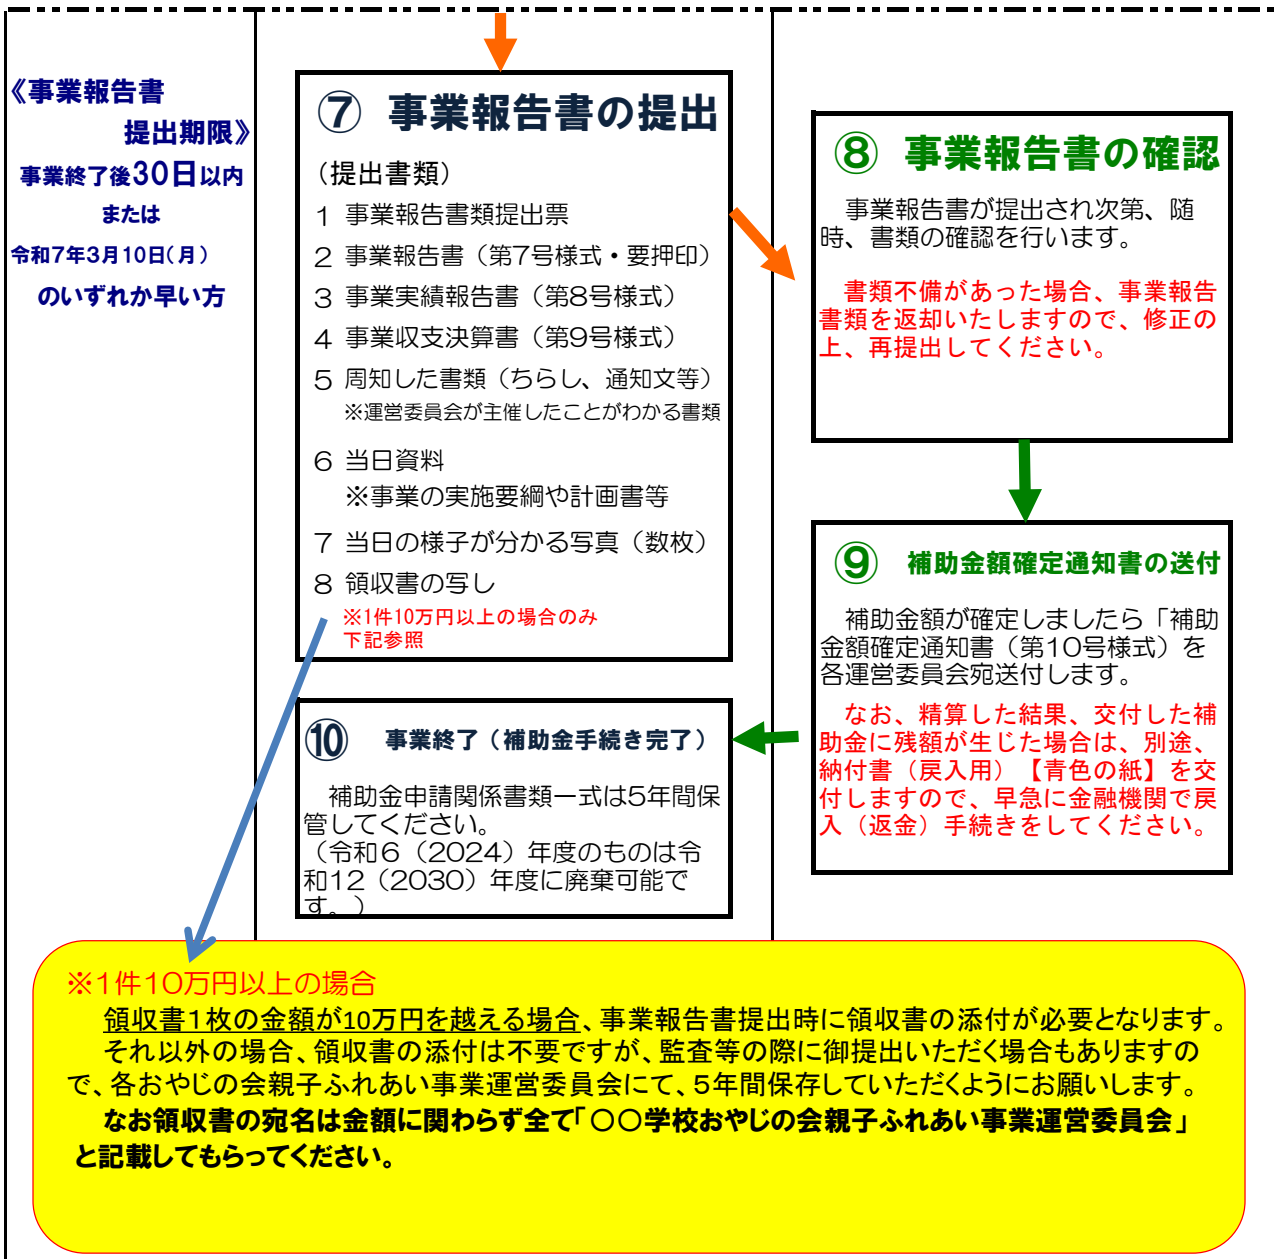 《事業報告書
提出期限》
事業終了後30日以内
または
令和7年3月10日(月)
のいずれか早い方
⑦ 事業報告書の提出
（提出書類）
1 事業報告書類提出票
2 事業報告書（第7号様式・要押印）
3 事業実績報告書（第8号様式）
4 事業収支決算書（第9号様式）
5 周知した書類（ちらし、通知文等）
※運営委員会が主催したことがわかる書類
6 当日資料
※事業の実施要綱や計画書等
7 当日の様子が分かる写真（数枚）
8 領収書の写し
※1件10万円以上の場合のみ
下記参照
⑧ 事業報告書の確認
事業報告書が提出され次第、随
時、書類の確認を行います。
書類不備があった場合、事業報告
書類を返却いたしますので、修正の
上、再提出してください。
⑨ 補助金額確定通知書の送付
補助金額が確定しましたら「補助
金額確定通知書（第10号様式）を
各運営委員会宛送付します。
なお、精算した結果、交付した補
助金に残額が生じた場合は、別途、
納付書（戻入用）【青色の紙】を交
付しますので、早急に金融機関で戻
入（返金）手続きをしてください。
⑩ 事業終了（補助金手続き完了）
補助金申請関係書類一式は5年間保
管してください。
（令和6（2024）年度のものは令
和12（2030）年度に廃棄可能で
す。）
※1件10万円以上の場合
領収書1枚の金額が10万円を越える場合、事業報告書提出時に領収書の添付が必要となります。
それ以外の場合、領収書の添付は不要ですが、監査等の際に御提出いただく場合もありますの
で、各おやじの会親子ふれあい事業運営委員会にて、5年間保存していただくようにお願いします。
なお領収書の宛名は金額に関わらず全て「○○学校おやじの会親子ふれあい事業運営委員会」
と記載してもらってください。